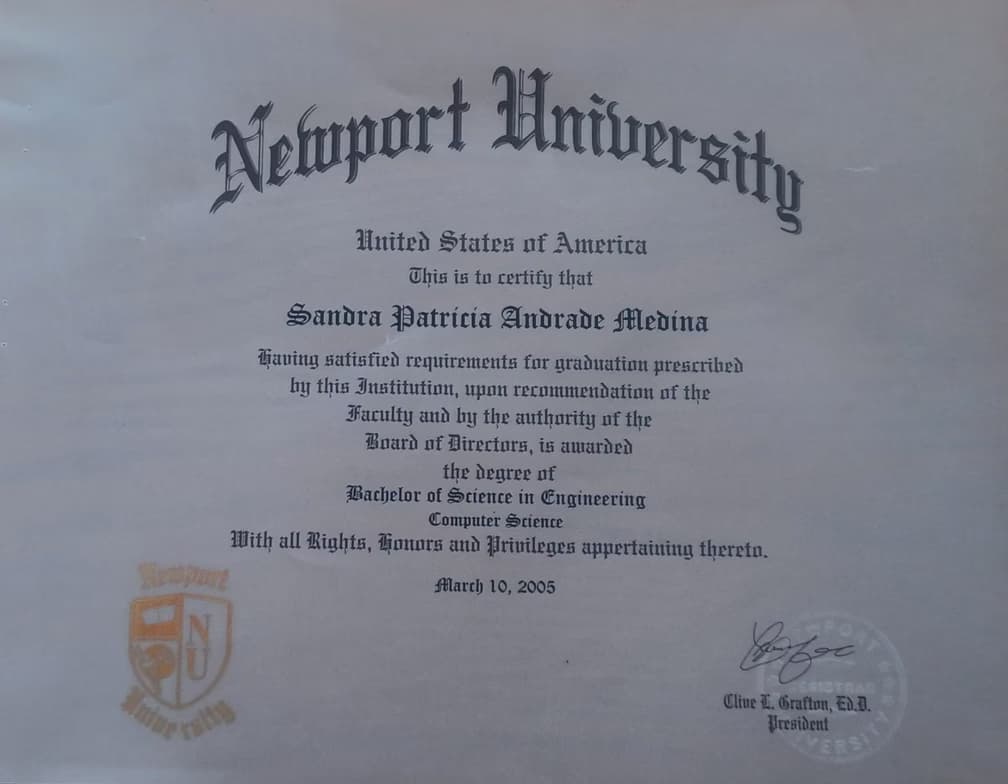 Newport University
United States of America
This is to certify that
Sandra Patricia Andrade Medina
Having satisfied requirements for graduation prescribed
by this Institution, upon recommendation of the
Faculty and by the authority of the
Board of Directors, is awarded
the degree of
Bachelor of Science in Engineering
Computer Science
With all Rights, Honors and Privileges appertaining thereto.
March 10, 2005
Newport
NU
University
Clive L. Grafton, Ed.D.
President